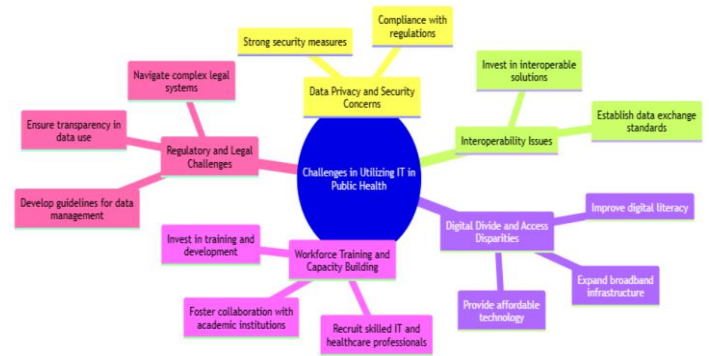 Compliance with
regulations
Strong security measures
Data Privacy and Security
Concerns
Invest in interoperable
solutions
Establish data exchange
standards
Interoperability Issues
Navigate complex legal
systems
Ensure transparency in
data use
Regulatory and Legal
Challenges
Develop guidelines for data
management
Challenges in Utilizing IT in
Public Health
Improve digital literacy
Digital Divide and Access
Disparities
Expand broadband
infrastructure
Provide affordable
technology
Invest in training and
development
Workforce Training and
Capacity Building
Foster collaboration with
academic institutions
Recruit skilled IT and
healthcare professionals